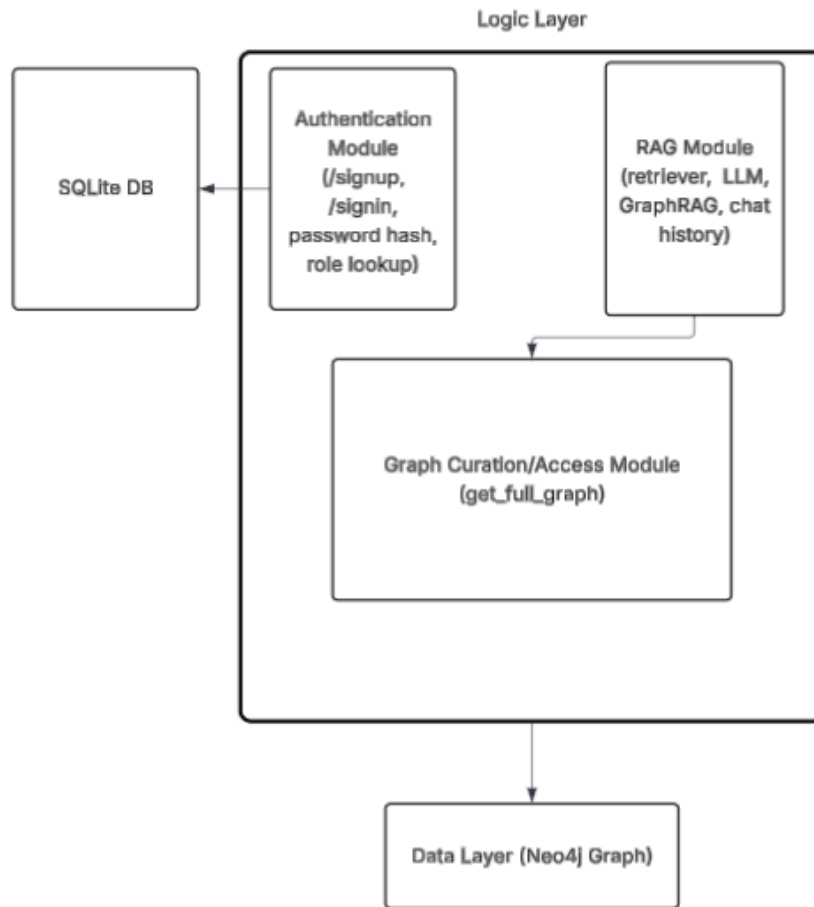 Logic Layer
SQLite DB
Authentication
Module
(/signup,
/signin,
password hash,
role lookup)
RAG Module
(retriever, LLM,
GraphRAG, chat
history)
Graph Curation/Access Module
(get_full_graph)
Data Layer (Neo4j Graph)